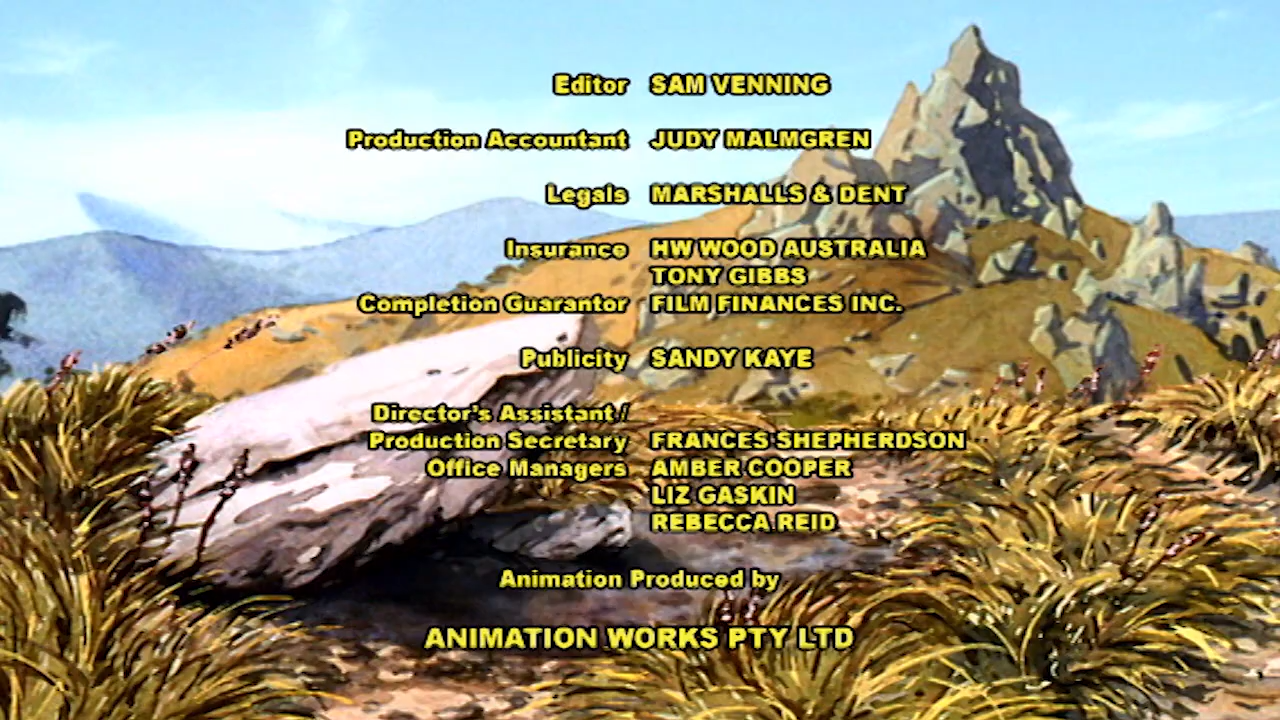 Editor SAM VENNING
Production Accountant JUDY MALMGREN
Legals MARSHALLS & DENT
Insurance HW WOOD AUSTRALIA
TONY GIBBS
Completion Guarantor FILM FINANCES INC.
Publicity SANDY KAYE
Director's Assistant /
Production Secretary FRANCES SHEPHERDSON
Office Managers AMBER COOPER
LIZ GASKIN
REBECCA REID
Animation Produced by
ANIMATION WORKS PTY LTD